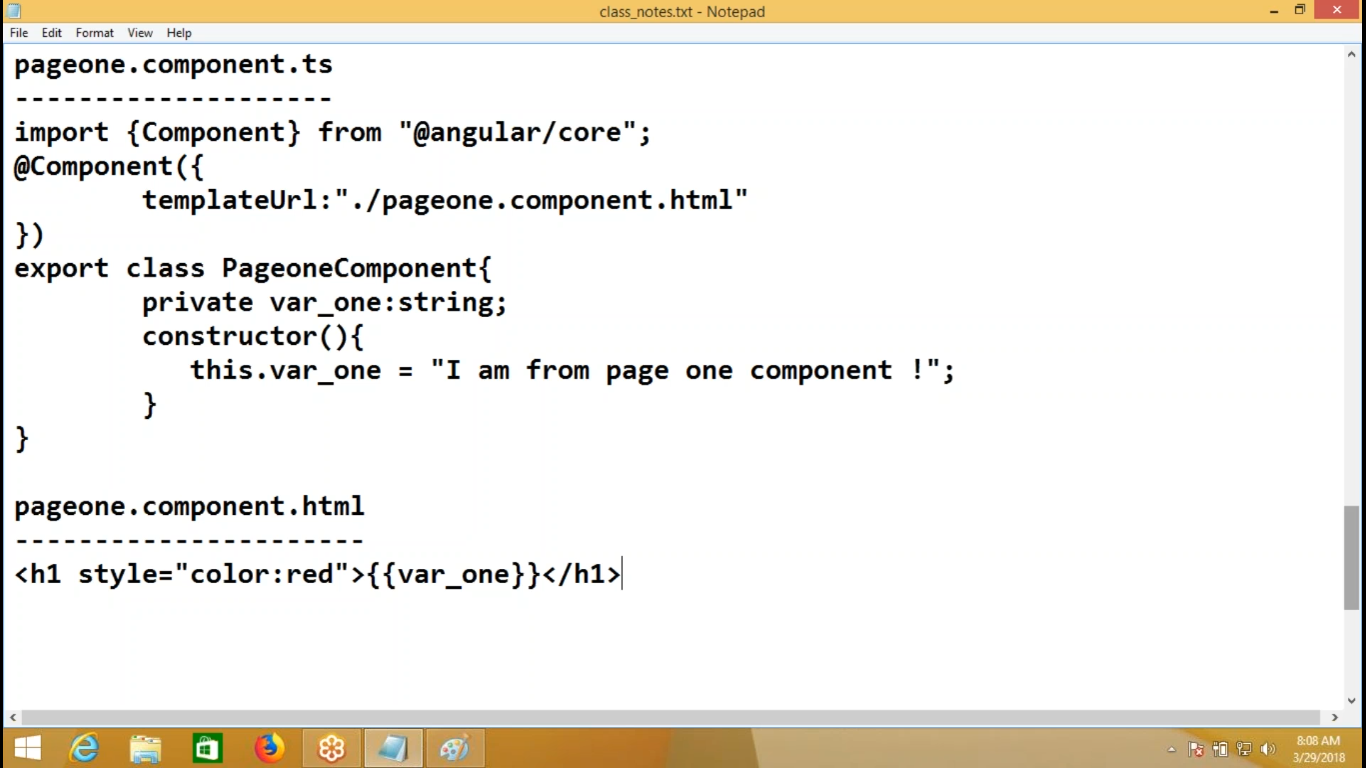 class_notes.txt - Notepad
File Edit Format View Help
pageone.component.ts
--------------------
import {Component} from "@angular/core";
@Component({
templateUrl:"./pageone.component.html"
})
export class PageoneComponent{
private var_one:string;
constructor(){
this.var_one = "I am from page one component !";
}
}
pageone.component.html
----------------------
<h1 style="color:red">{{var_one}}</h1>
8:08 AM
3/29/2018